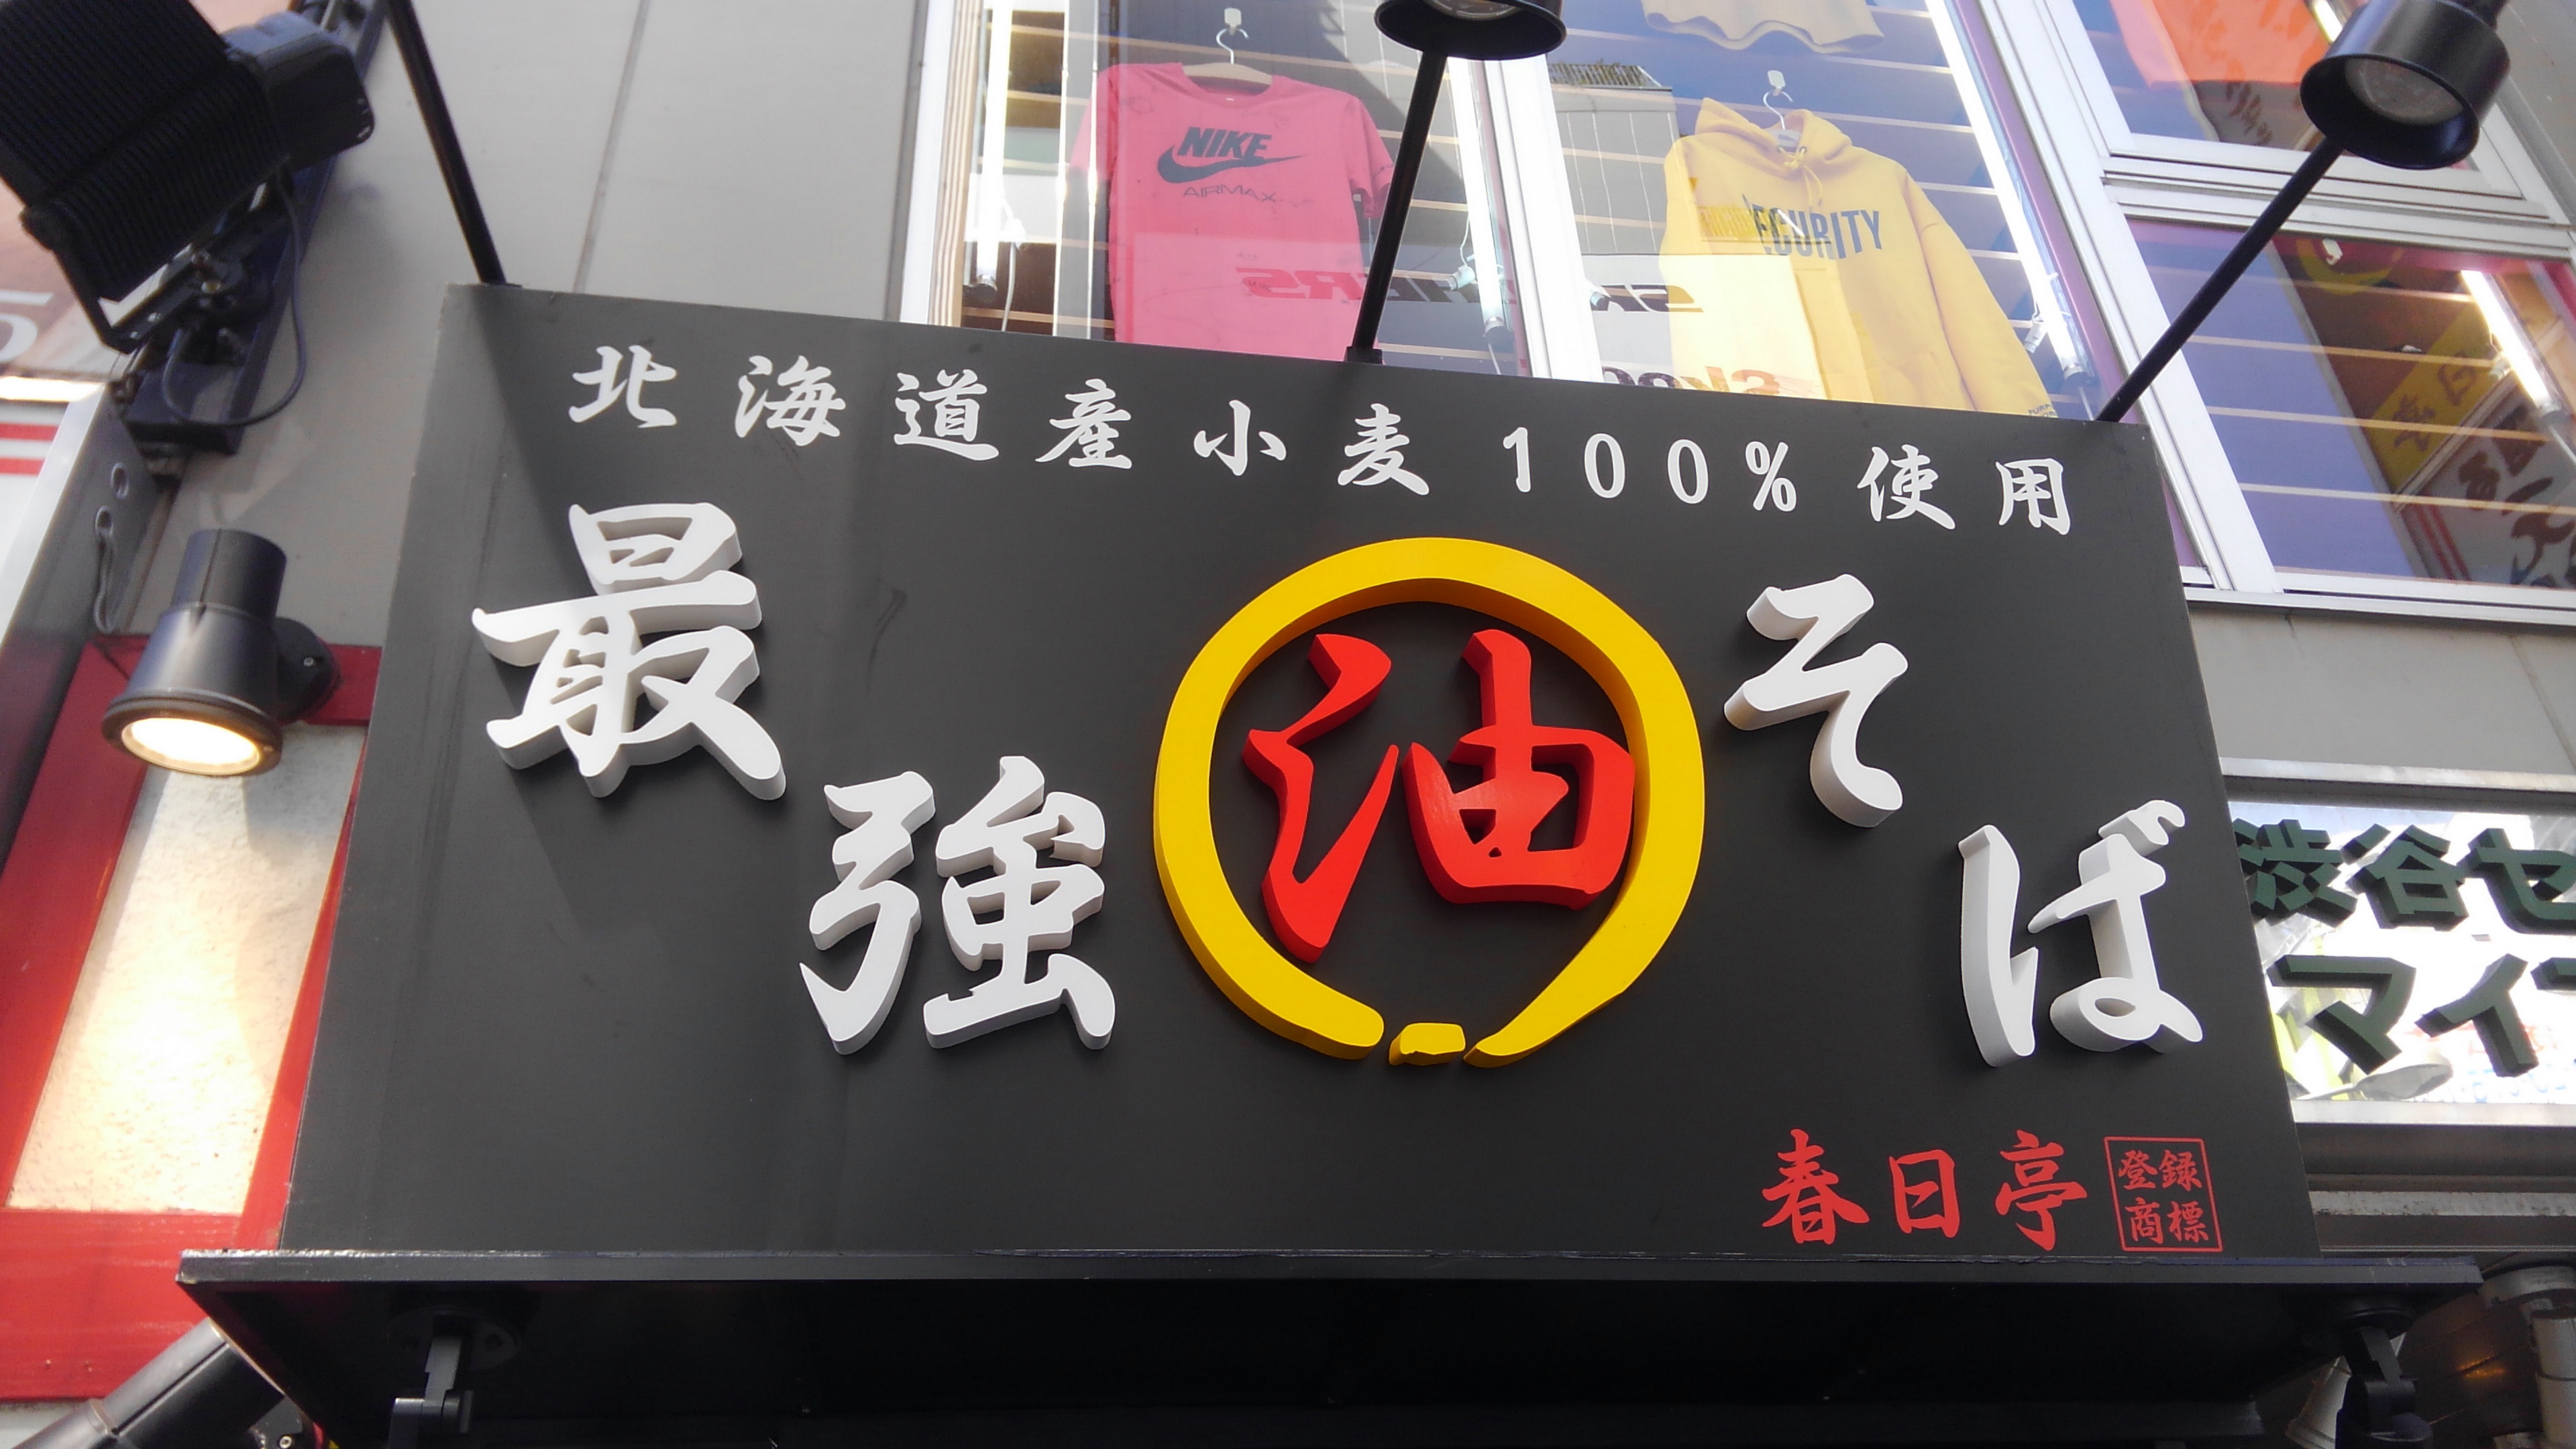 NIKE
AIRMAX
ECURITY
北海道産小麦100%使用
最強油そば
春日亭
登録
商標
渋谷セ
マイ